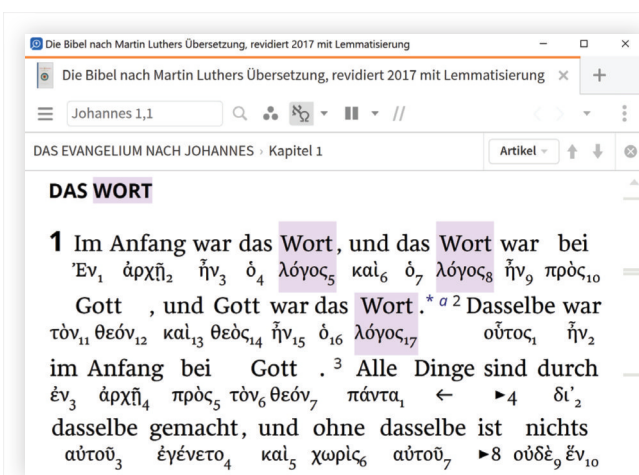 Die Bibel nach Martin Luthers Übersetzung, revidiert 2017 mit Lemmatisierung
Die Bibel nach Martin Luthers Übersetzung, revidiert 2017 mit Lemmatisierung
Johannes 1,1
DAS EVANGELIUM NACH JOHANNES › Kapitel 1 Artikel
DAS WORT
1 Im Anfang war das Wort, und das Wort war bei
Ἐν₁ ἀρχῇ₂ ἦν₃ ὁ₄ λόγος₅ καὶ₆ ὁ₇ λόγος₈ ἦν₉ πρὸς₁₀
Gott , und Gott war das Wort.* a 2 Dasselbe war
τὸν₁₁ θεόν₁₂ καὶ₁₃ θεὸς₁₄ ἦν₁₅ ὁ₁₆ λόγος₁₇ οὗτος₁ ἦν₂
im Anfang bei Gott . 3 Alle Dinge sind durch
ἐν₃ ἀρχῇ₄ πρὸς₅ τὸν₆ θεόν₇ πάντα₁ ← ►4 δι’₂
dasselbe gemacht, und ohne dasselbe ist nichts
αὐτοῦ₃ ἐγένετο₄ καὶ₅ χωρὶς₆ αὐτοῦ₇ ►8 οὐδὲ₉ ἕν₁₀